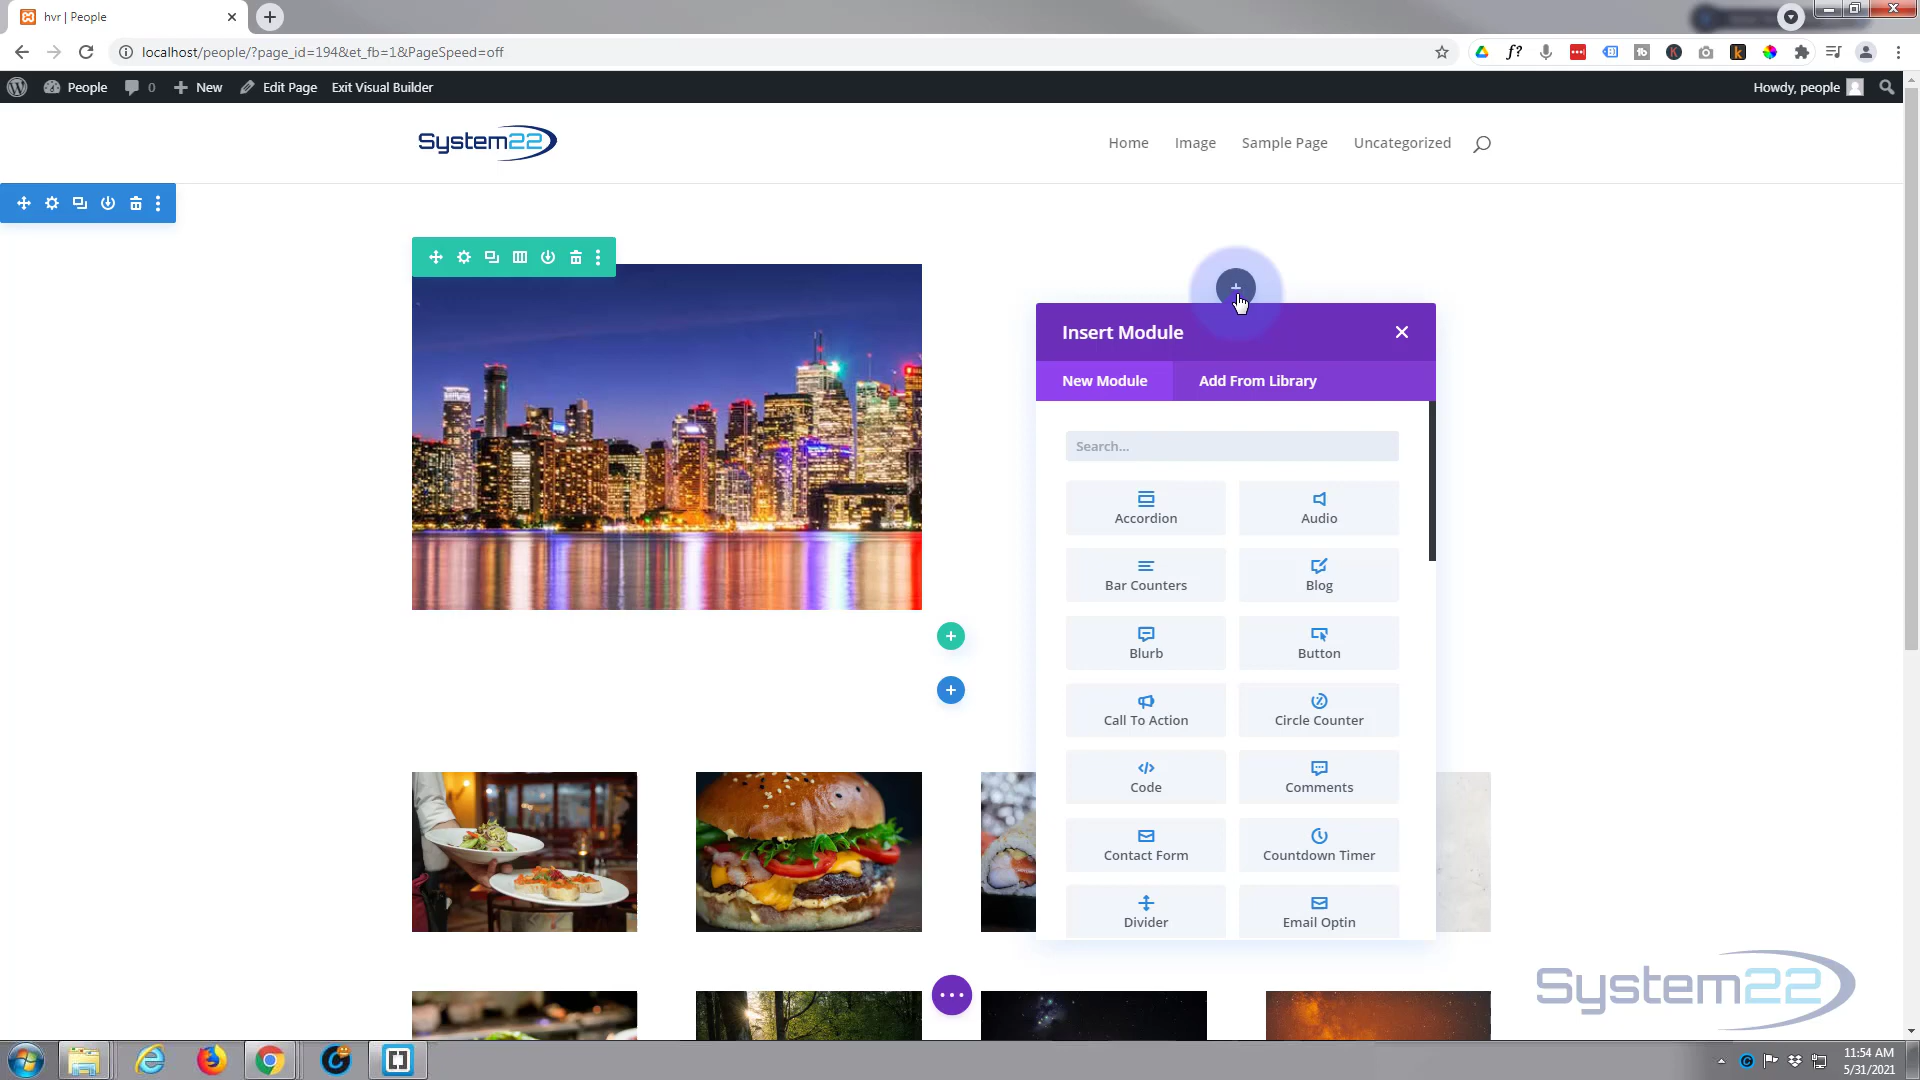 hvr | People
localhost/people/?page_id=194&et_fb=1&PageSpeed=off
People 0 New Edit Page Exit Visual Builder Howdy, people
System22
Home Image Sample Page Uncategorized
Insert Module
New Module Add From Library
Search...
Accordion Audio
Bar Counters Blog
Blurb Button
Call To Action Circle Counter
Code Comments
Contact Form Countdown Timer
Divider Email Optin
System22
11:54 AM
5/31/2021